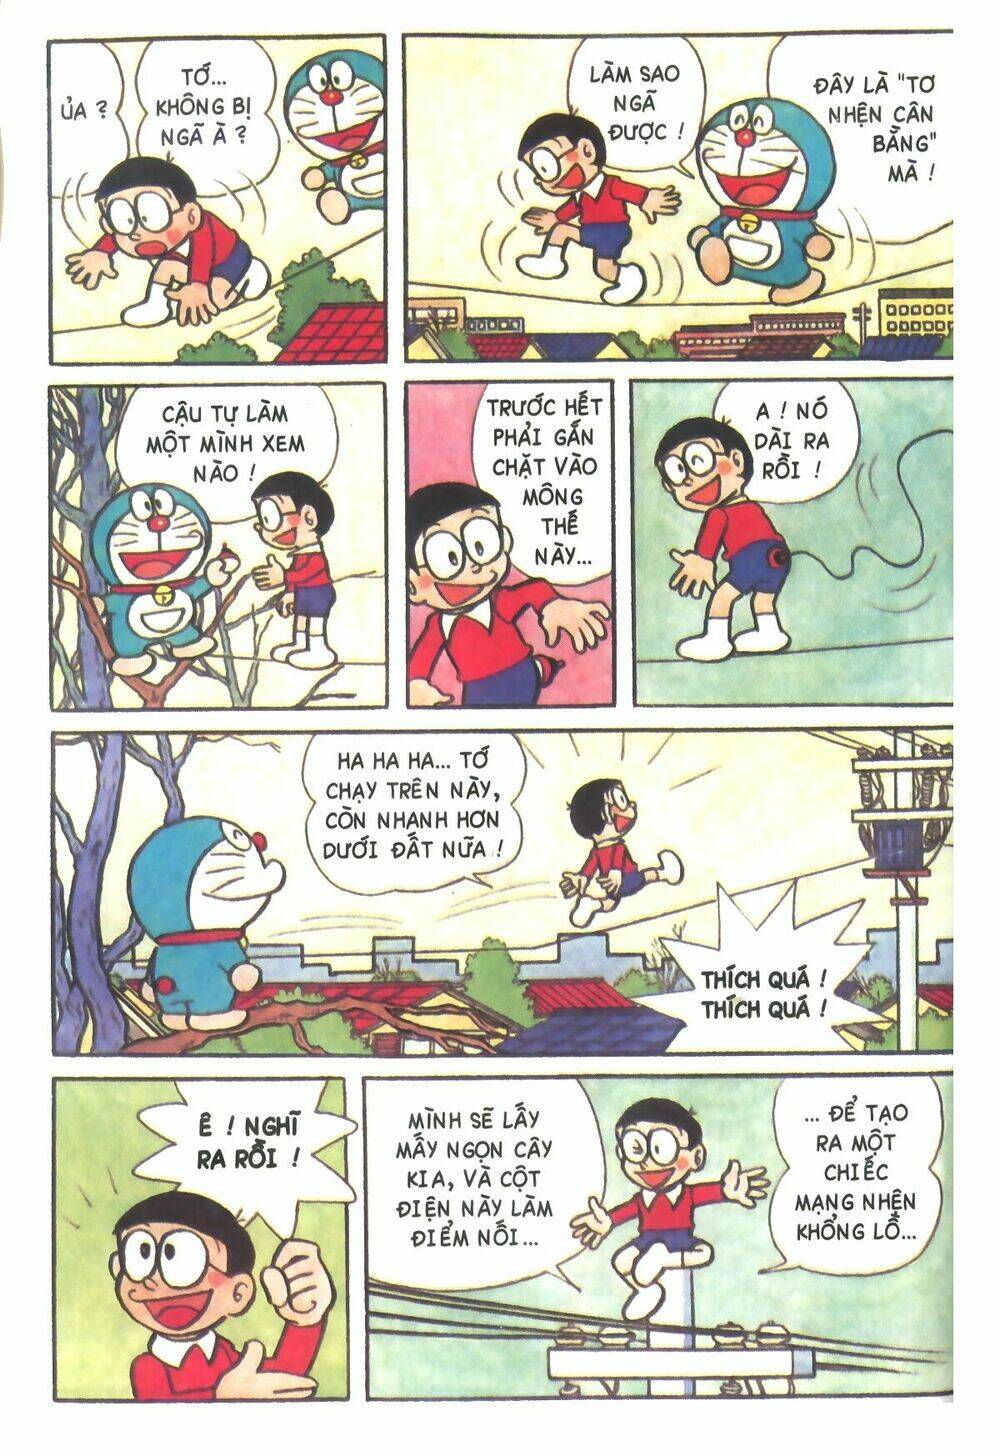 ỦA ?
TỚ...
KHÔNG BỊ
NGÃ À ?
LÀM SAO
NGÃ
ĐƯỢC !
ĐÂY LÀ "TƠ
NHỆN CÂN
BẰNG"
MÀ !
CẬU TỰ LÀM
MỘT MÌNH XEM
NÀO !
TRƯỚC HẾT
PHẢI GẮN
CHẶT VÀO
MÔNG
THẾ
NÀY...
A ! NÓ
DÀI RA
RỒI !
HA HA HA... TỚ
CHẠY TRÊN NÀY,
CÒN NHANH HƠN
DƯỚI ĐẤT NỮA !
THÍCH QUÁ !
THÍCH QUÁ !
Ê ! NGHĨ
RA RỒI !
MÌNH SẼ LẤY
MẤY NGỌN CÂY
KIA, VÀ CỘT
ĐIỆN NÀY LÀM
ĐIỂM NỐI...
... ĐỂ TẠO
RA MỘT
CHIẾC
MẠNG NHỆN
KHỔNG LỒ...